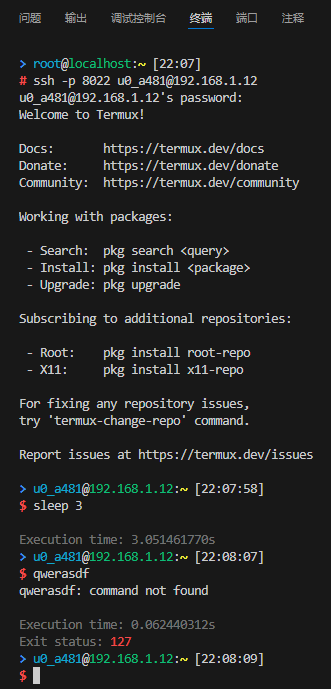 问题 输出 调试控制台 终端 端口 注释
> root@localhost:~ [22:07]
# ssh -p 8022 u0_a481@192.168.1.12
u0_a481@192.168.1.12's password:
Welcome to Termux!
Docs:       https://termux.dev/docs
Donate:     https://termux.dev/donate
Community:  https://termux.dev/community
Working with packages:
 - Search:  pkg search <query>
 - Install: pkg install <package>
 - Upgrade: pkg upgrade
Subscribing to additional repositories:
 - Root:    pkg install root-repo
 - X11:     pkg install x11-repo
For fixing any repository issues,
try 'termux-change-repo' command.
Report issues at https://termux.dev/issues
> u0_a481@192.168.1.12:~ [22:07:58]
$ sleep 3
Execution time: 3.051461770s
> u0_a481@192.168.1.12:~ [22:08:07]
$ qwerasdf
qwerasdf: command not found
Execution time: 0.062440312s
Exit status: 127
> u0_a481@192.168.1.12:~ [22:08:09]
$